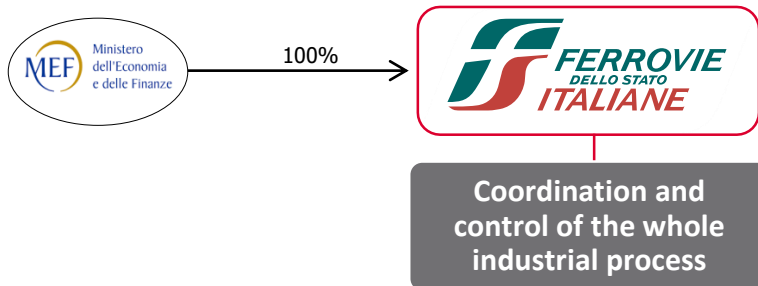 MEF
Ministero
dell'Economia
e delle Finanze
100%
FERROVIE
DELLO STATO
ITALIANE
Coordination and
control of the whole
industrial process